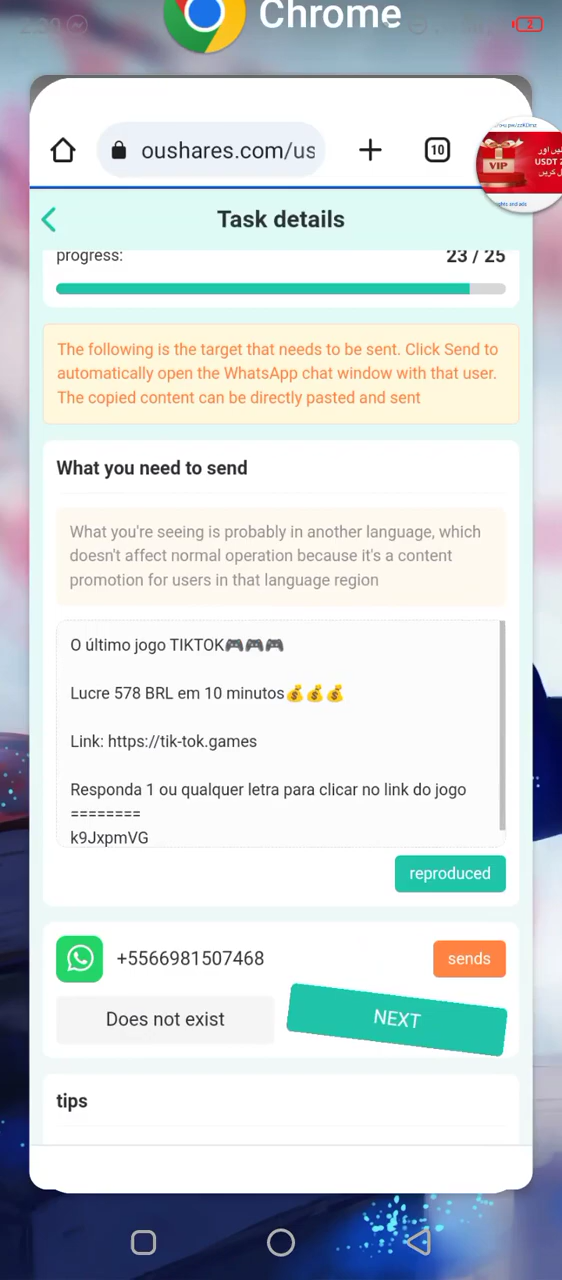 Chrome
2
oushares.com/us
10
VIP
USDT 2
Task details
progress:
23 / 25
The following is the target that needs to be sent. Click Send to
automatically open the WhatsApp chat window with that user.
The copied content can be directly pasted and sent
What you need to send
What you're seeing is probably in another language, which
doesn't affect normal operation because it's a content
promotion for users in that language region
O último jogo TIKTOK🎮🎮🎮
Lucre 578 BRL em 10 minutos💰💰💰
Link: https://tik-tok.games
Responda 1 ou qualquer letra para clicar no link do jogo
========
k9JxpmVG
reproduced
+5566981507468
sends
Does not exist
NEXT
tips